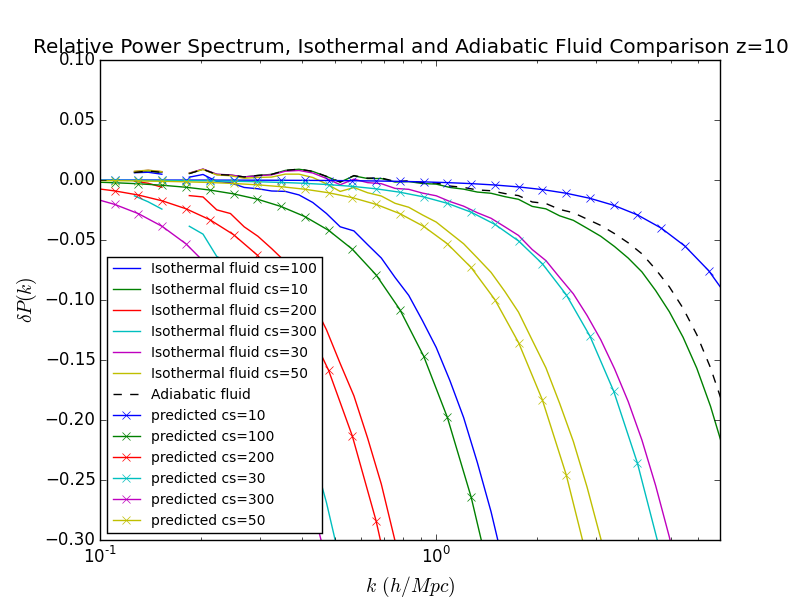 Relative Power Spectrum, Isothermal and Adiabatic Fluid Comparison z=10
0.10
0.05
0.00
−0.05
−0.10
−0.15
−0.20
−0.25
−0.30
δP(k)
Isothermal fluid cs=100
Isothermal fluid cs=10
Isothermal fluid cs=200
Isothermal fluid cs=300
Isothermal fluid cs=30
Isothermal fluid cs=50
Adiabatic fluid
predicted cs=10
predicted cs=100
predicted cs=200
predicted cs=30
predicted cs=300
predicted cs=50
10⁻¹ 10⁰
k (h/Mpc)